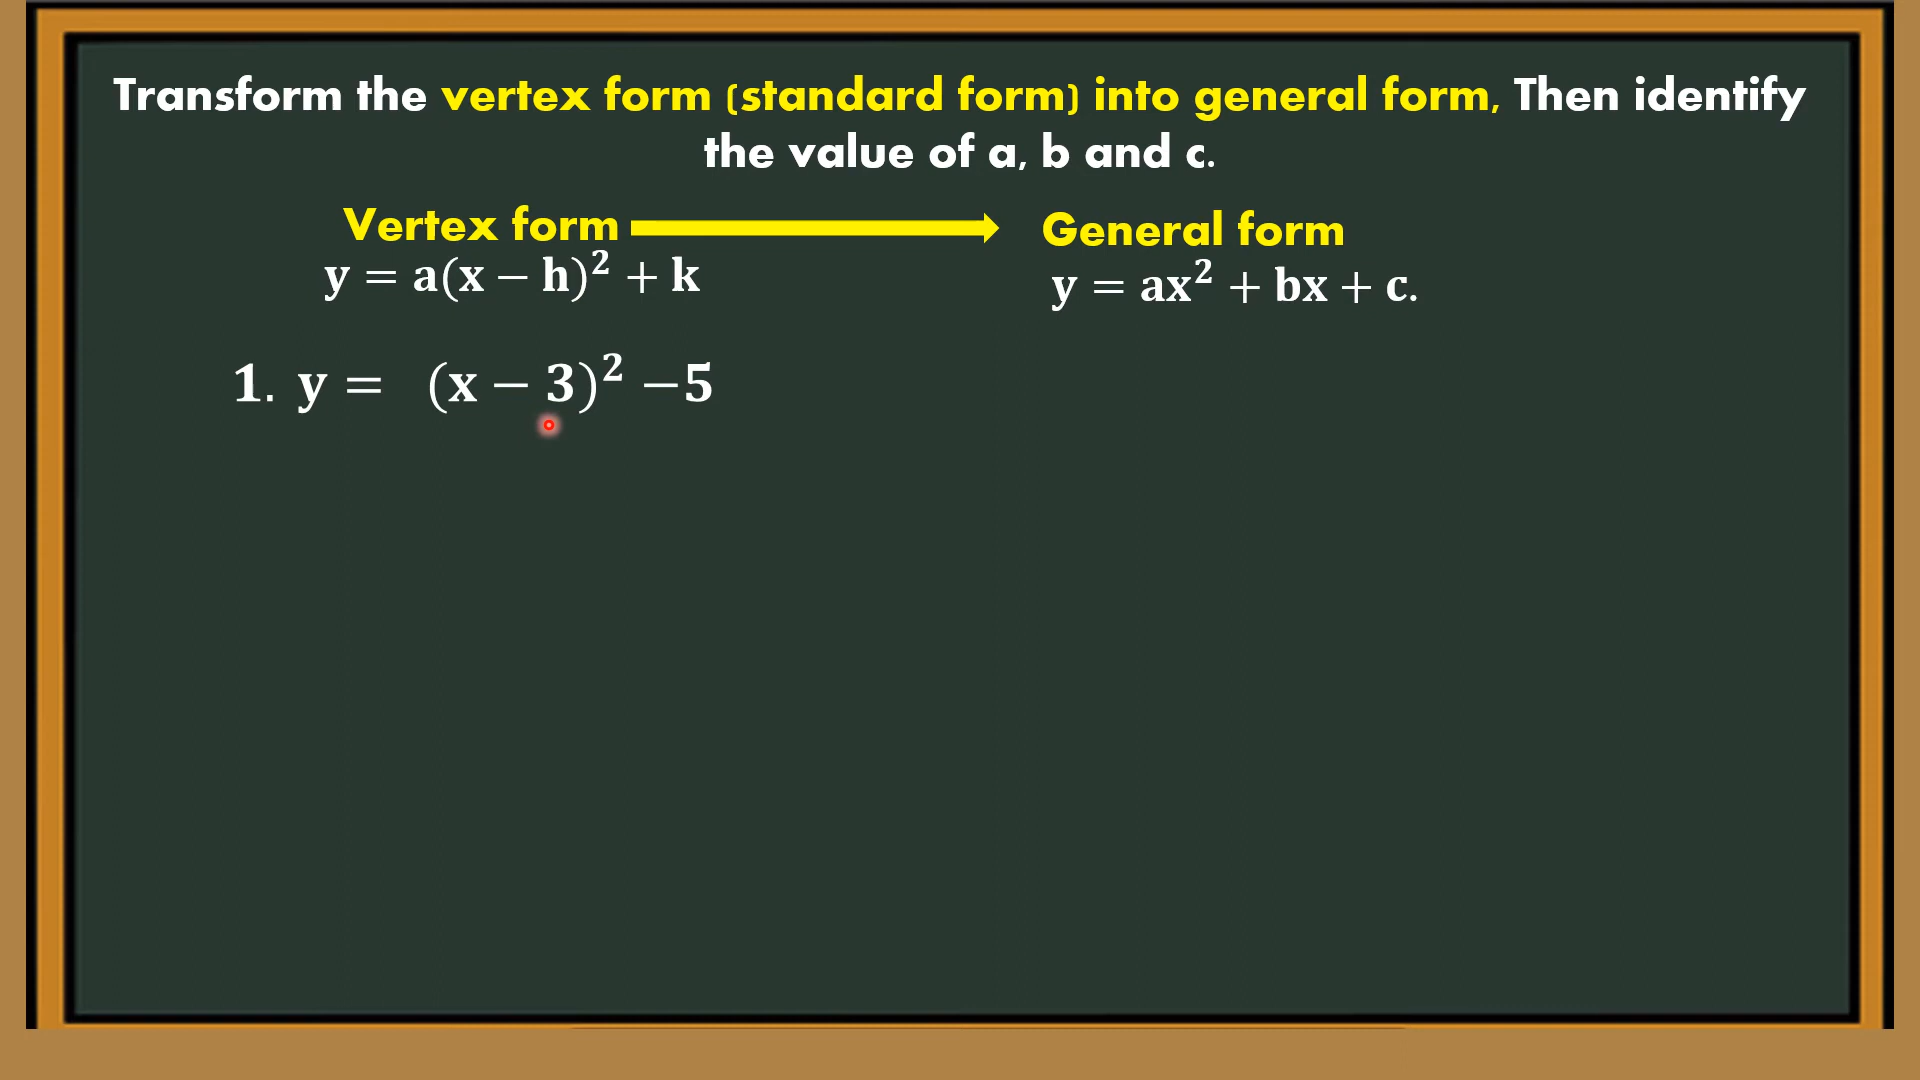 Transform the vertex form (standard form) into general form, Then identify
the value of a, b and c.
Vertex form
General form
y = a(x − h)² + k
y = ax² + bx + c.
1. y = (x − 3)² −5